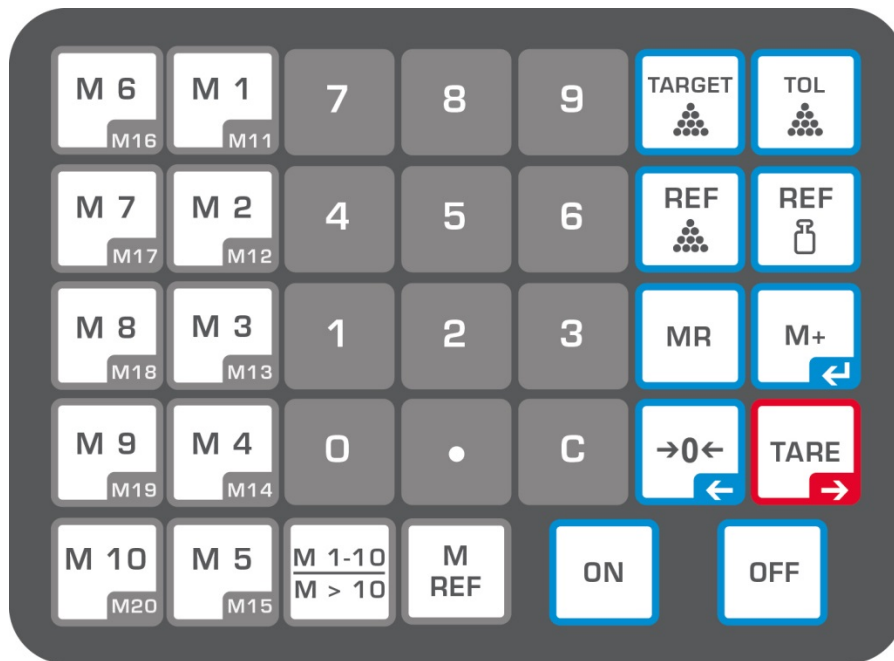 M 6 M 1 7 8 9 TARGET TOL
M16 M11
M 7 M 2 4 5 6 REF REF
M17 M12
M 8 M 3 1 2 3 MR M+
M18 M13
M 9 M 4 0 . C →0← TARE
M19 M14 ← →
M 10 M 5 M 1-10 M ON OFF
M > 10 REF
M20 M15